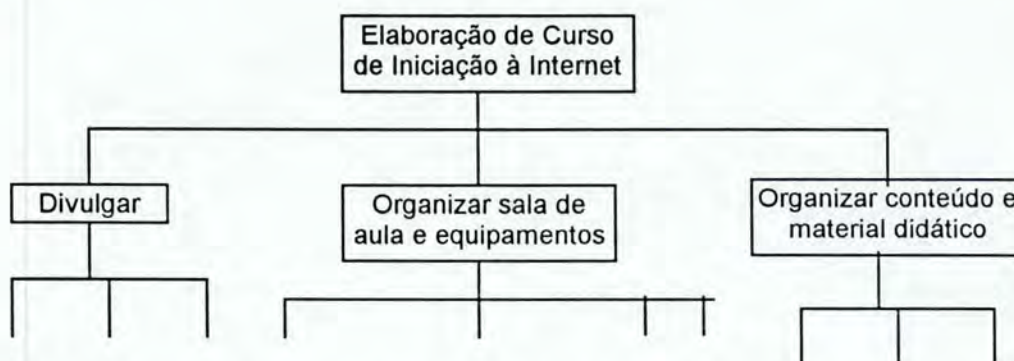 Elaboração de Curso
de Iniciação à Internet
Divulgar
Organizar sala de
aula e equipamentos
Organizar conteúdo e
material didático